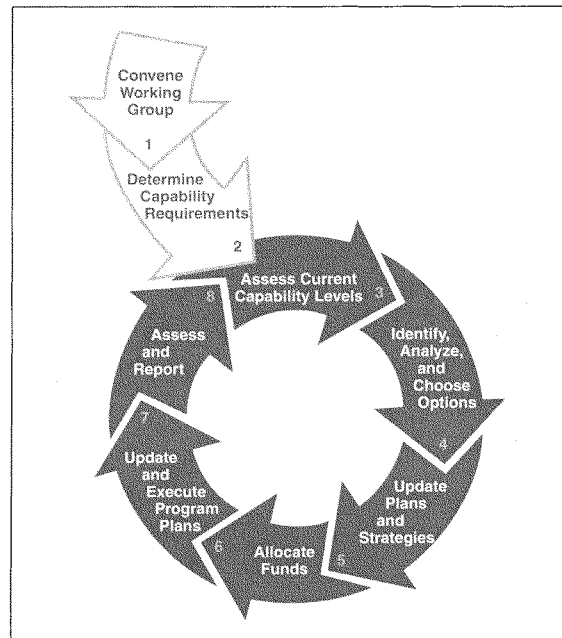 Convene
Working
Group
1
Determine
Capability
Requirements
2
Assess Current
Capability Levels
3
Identify,
Analyze,
and
Choose
Options
4
Update
Plans
and
Strategies
5
Allocate
Funds
6
Update
and
Execute
Program
Plans
7
Assess
and
Report
8